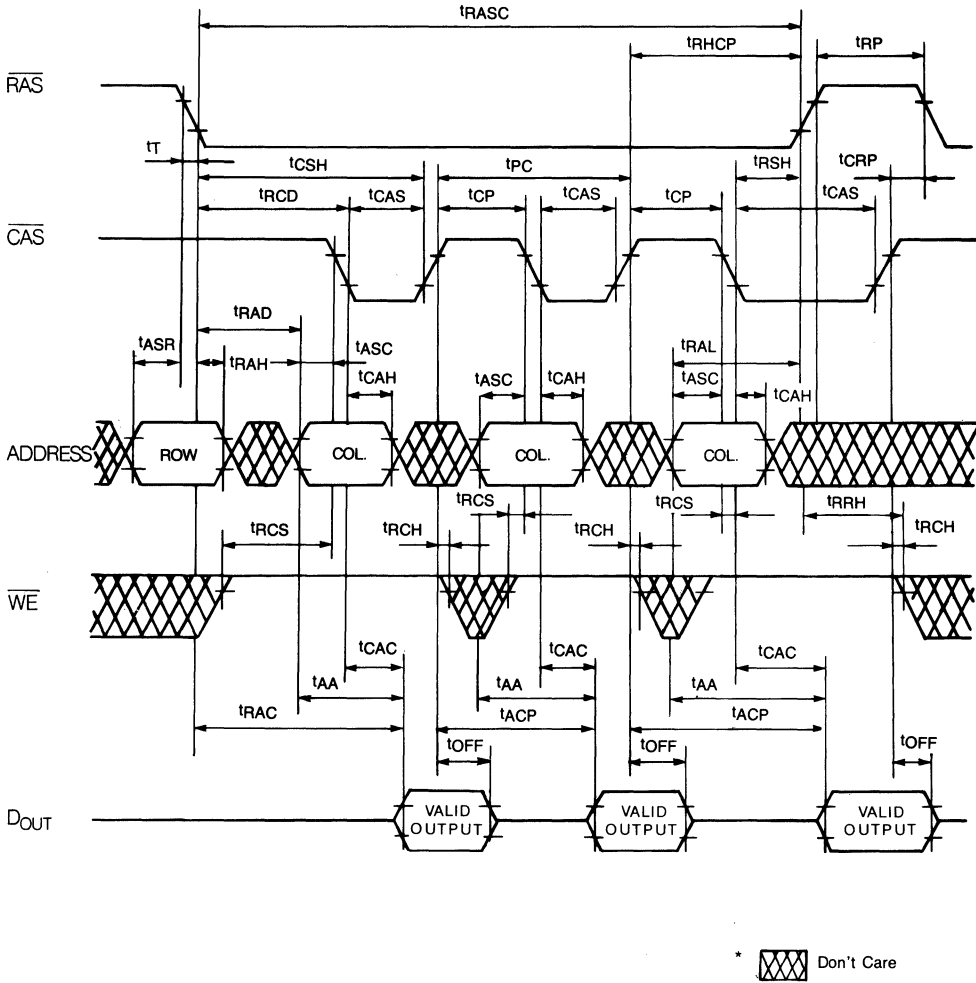 tRASC
tRHCP
tRP
RAS
tT
tCSH
tPC
tRSH
tCRP
tRCD
tCAS
tCP
tCAS
tCP
tCAS
CAS
tRAD
tASR
tRAH
tASC
tCAH
tASC
tCAH
tRAL
tASC
tCAH
ADDRESS
ROW
COL.
COL.
COL.
tRCS
tRCH
tRCS
tRCH
tRCS
tRRH
tRCH
WE
tCAC
tCAC
tCAC
tAA
tAA
tAA
tRAC
tACP
tACP
tOFF
tOFF
tOFF
DOUT
VALID
OUTPUT
VALID
OUTPUT
VALID
OUTPUT
* Don't Care